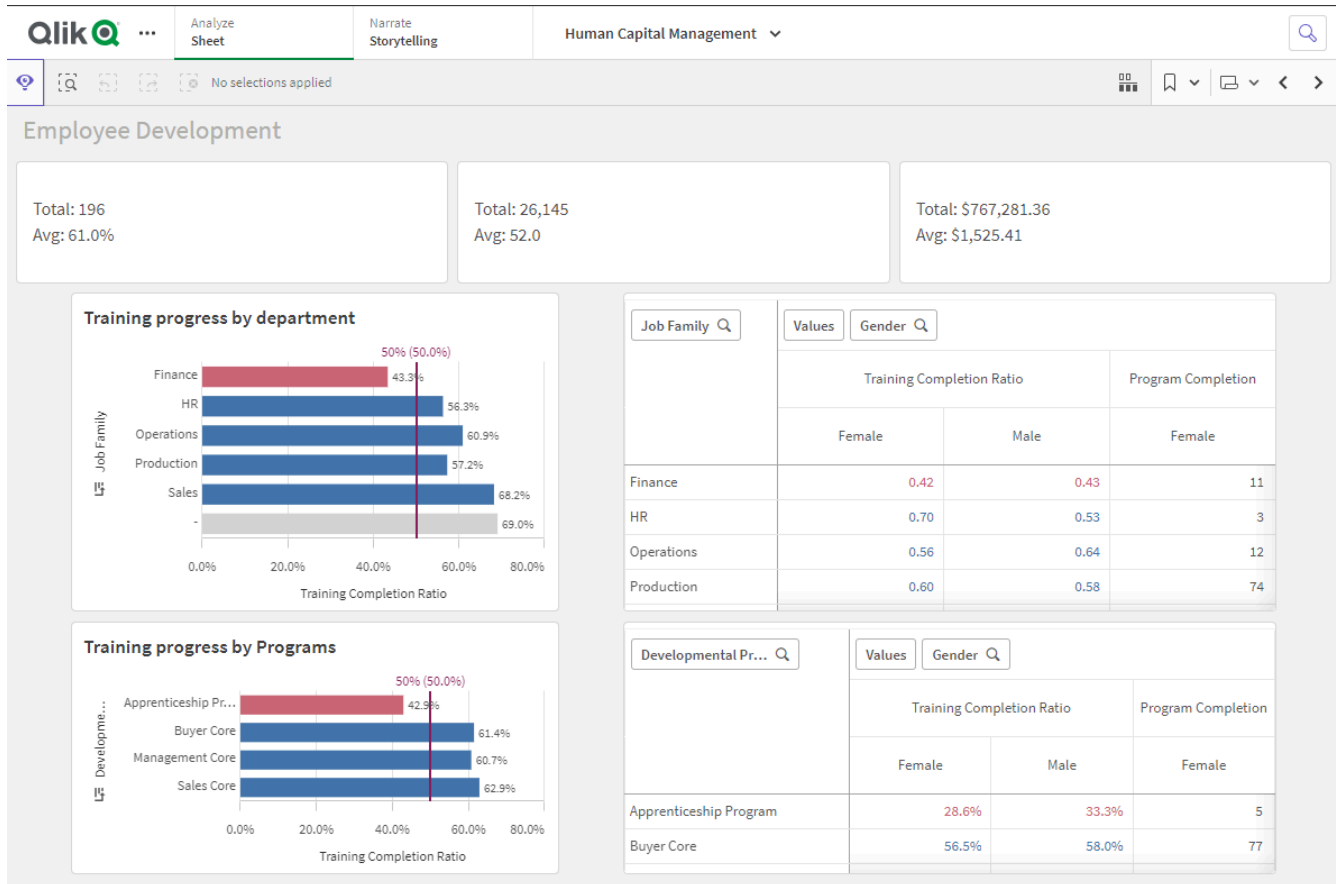 Qlik
Analyze
Sheet
Narrate
Storytelling
Human Capital Management
No selections applied
Employee Development
Total: 196
Avg: 61.0%
Total: 26,145
Avg: 52.0
Total: $767,281.36
Avg: $1,525.41
Training progress by department
50% (50.0%)
Job Family
Finance 43.3%
HR 56.3%
Operations 60.9%
Production 57.2%
Sales 68.2%
- 69.0%
0.0% 20.0% 40.0% 60.0% 80.0%
Training Completion Ratio
Job Family Values Gender
Training Completion Ratio Program Completion
Female Male Female
Finance 0.42 0.43 11
HR 0.70 0.53 3
Operations 0.56 0.64 12
Production 0.60 0.58 74
Training progress by Programs
50% (50.0%)
Developme...
Apprenticeship Pr... 42.9%
Buyer Core 61.4%
Management Core 60.7%
Sales Core 62.9%
0.0% 20.0% 40.0% 60.0% 80.0%
Training Completion Ratio
Developmental Pr... Values Gender
Training Completion Ratio Program Completion
Female Male Female
Apprenticeship Program 28.6% 33.3% 5
Buyer Core 56.5% 58.0% 77